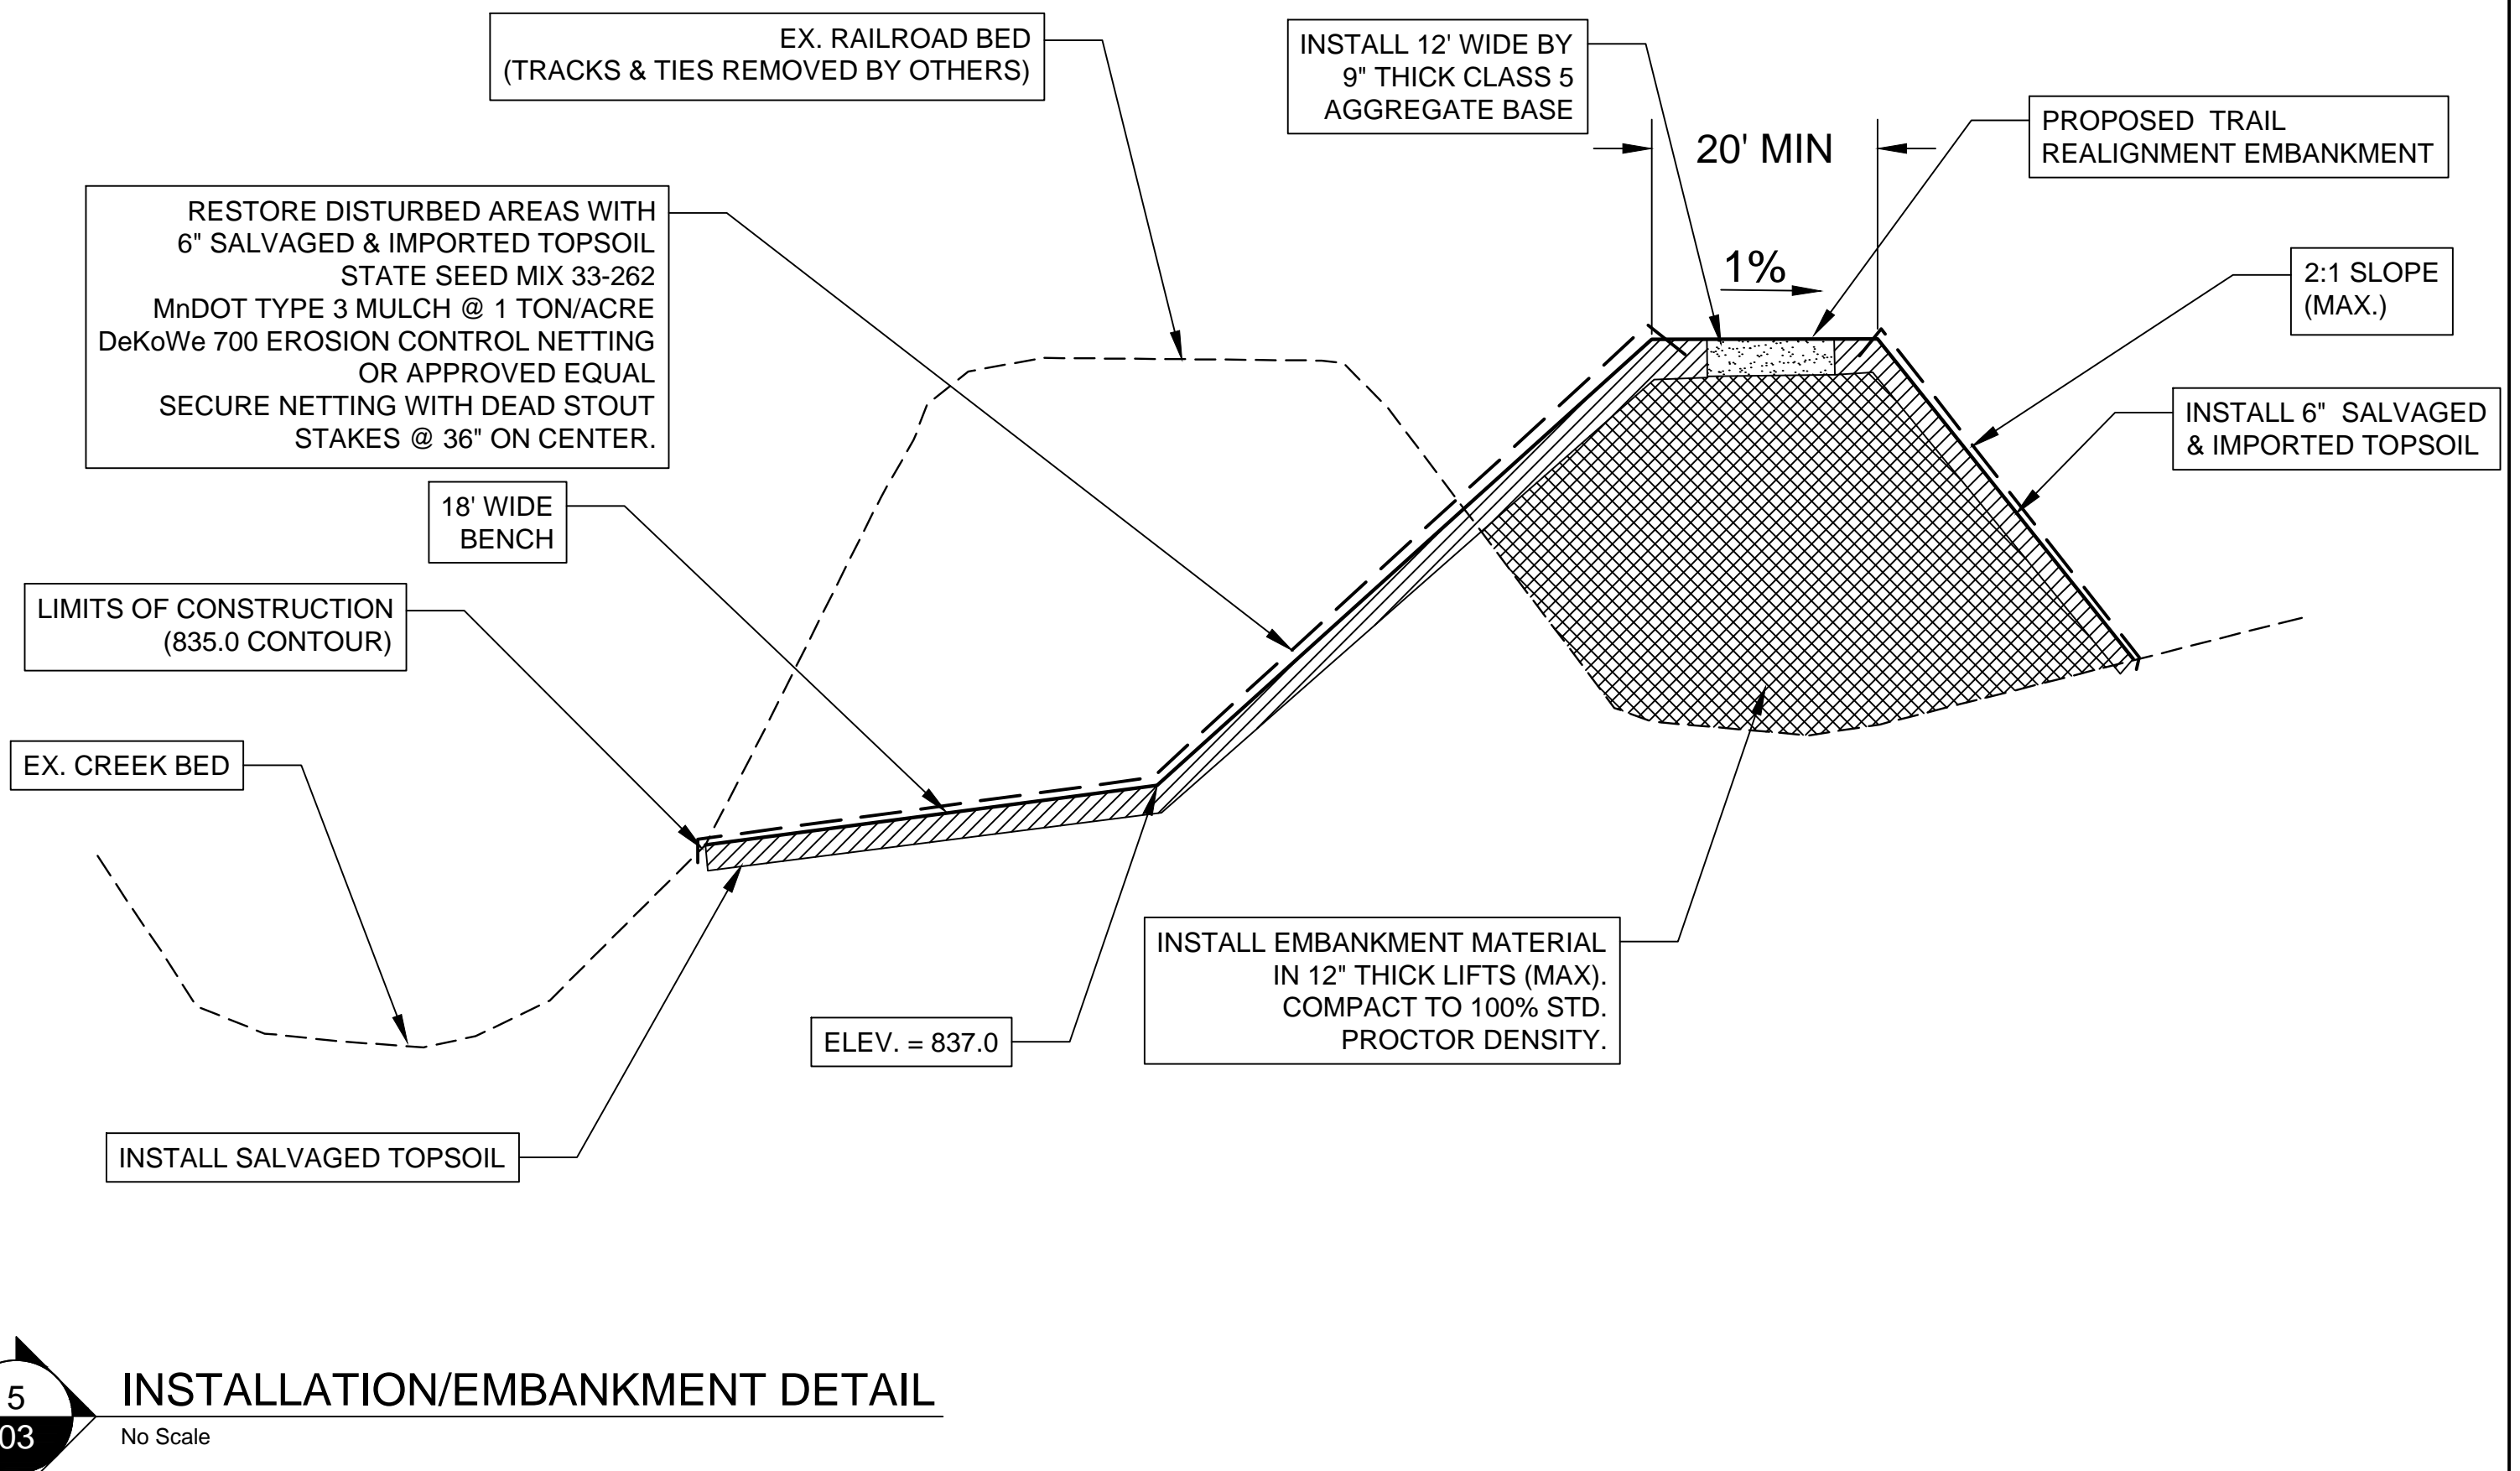 EX. RAILROAD BED
(TRACKS & TIES REMOVED BY OTHERS)
INSTALL 12' WIDE BY
9" THICK CLASS 5
AGGREGATE BASE
PROPOSED TRAIL
REALIGNMENT EMBANKMENT
20' MIN
1%
RESTORE DISTURBED AREAS WITH
6" SALVAGED & IMPORTED TOPSOIL
STATE SEED MIX 33-262
MnDOT TYPE 3 MULCH @ 1 TON/ACRE
DeKoWe 700 EROSION CONTROL NETTING
OR APPROVED EQUAL
SECURE NETTING WITH DEAD STOUT
STAKES @ 36" ON CENTER.
2:1 SLOPE
(MAX.)
INSTALL 6" SALVAGED
& IMPORTED TOPSOIL
18' WIDE
BENCH
LIMITS OF CONSTRUCTION
(835.0 CONTOUR)
EX. CREEK BED
INSTALL EMBANKMENT MATERIAL
IN 12" THICK LIFTS (MAX).
COMPACT TO 100% STD.
PROCTOR DENSITY.
ELEV. = 837.0
INSTALL SALVAGED TOPSOIL
5
03
INSTALLATION/EMBANKMENT DETAIL
No Scale